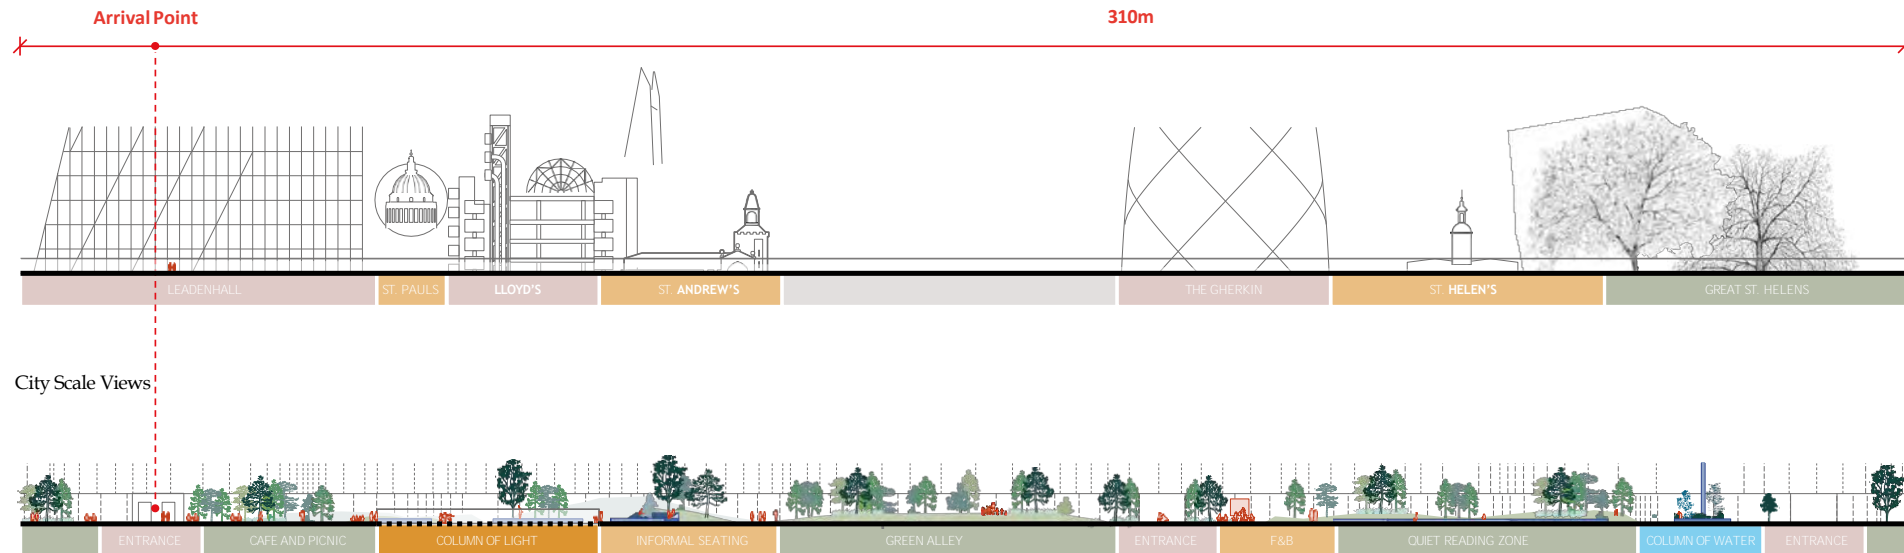 Arrival Point
310m
LEADENHALL
ST. PAULS
LLOYD'S
ST. ANDREW'S
THE GHERKIN
ST. HELEN'S
GREAT ST. HELENS
City Scale Views
ENTRANCE
CAFE AND PICNIC
COLUMN OF LIGHT
INFORMAL SEATING
GREEN ALLEY
ENTRANCE
F&B
QUIET READING ZONE
COLUMN OF WATER
ENTRANCE